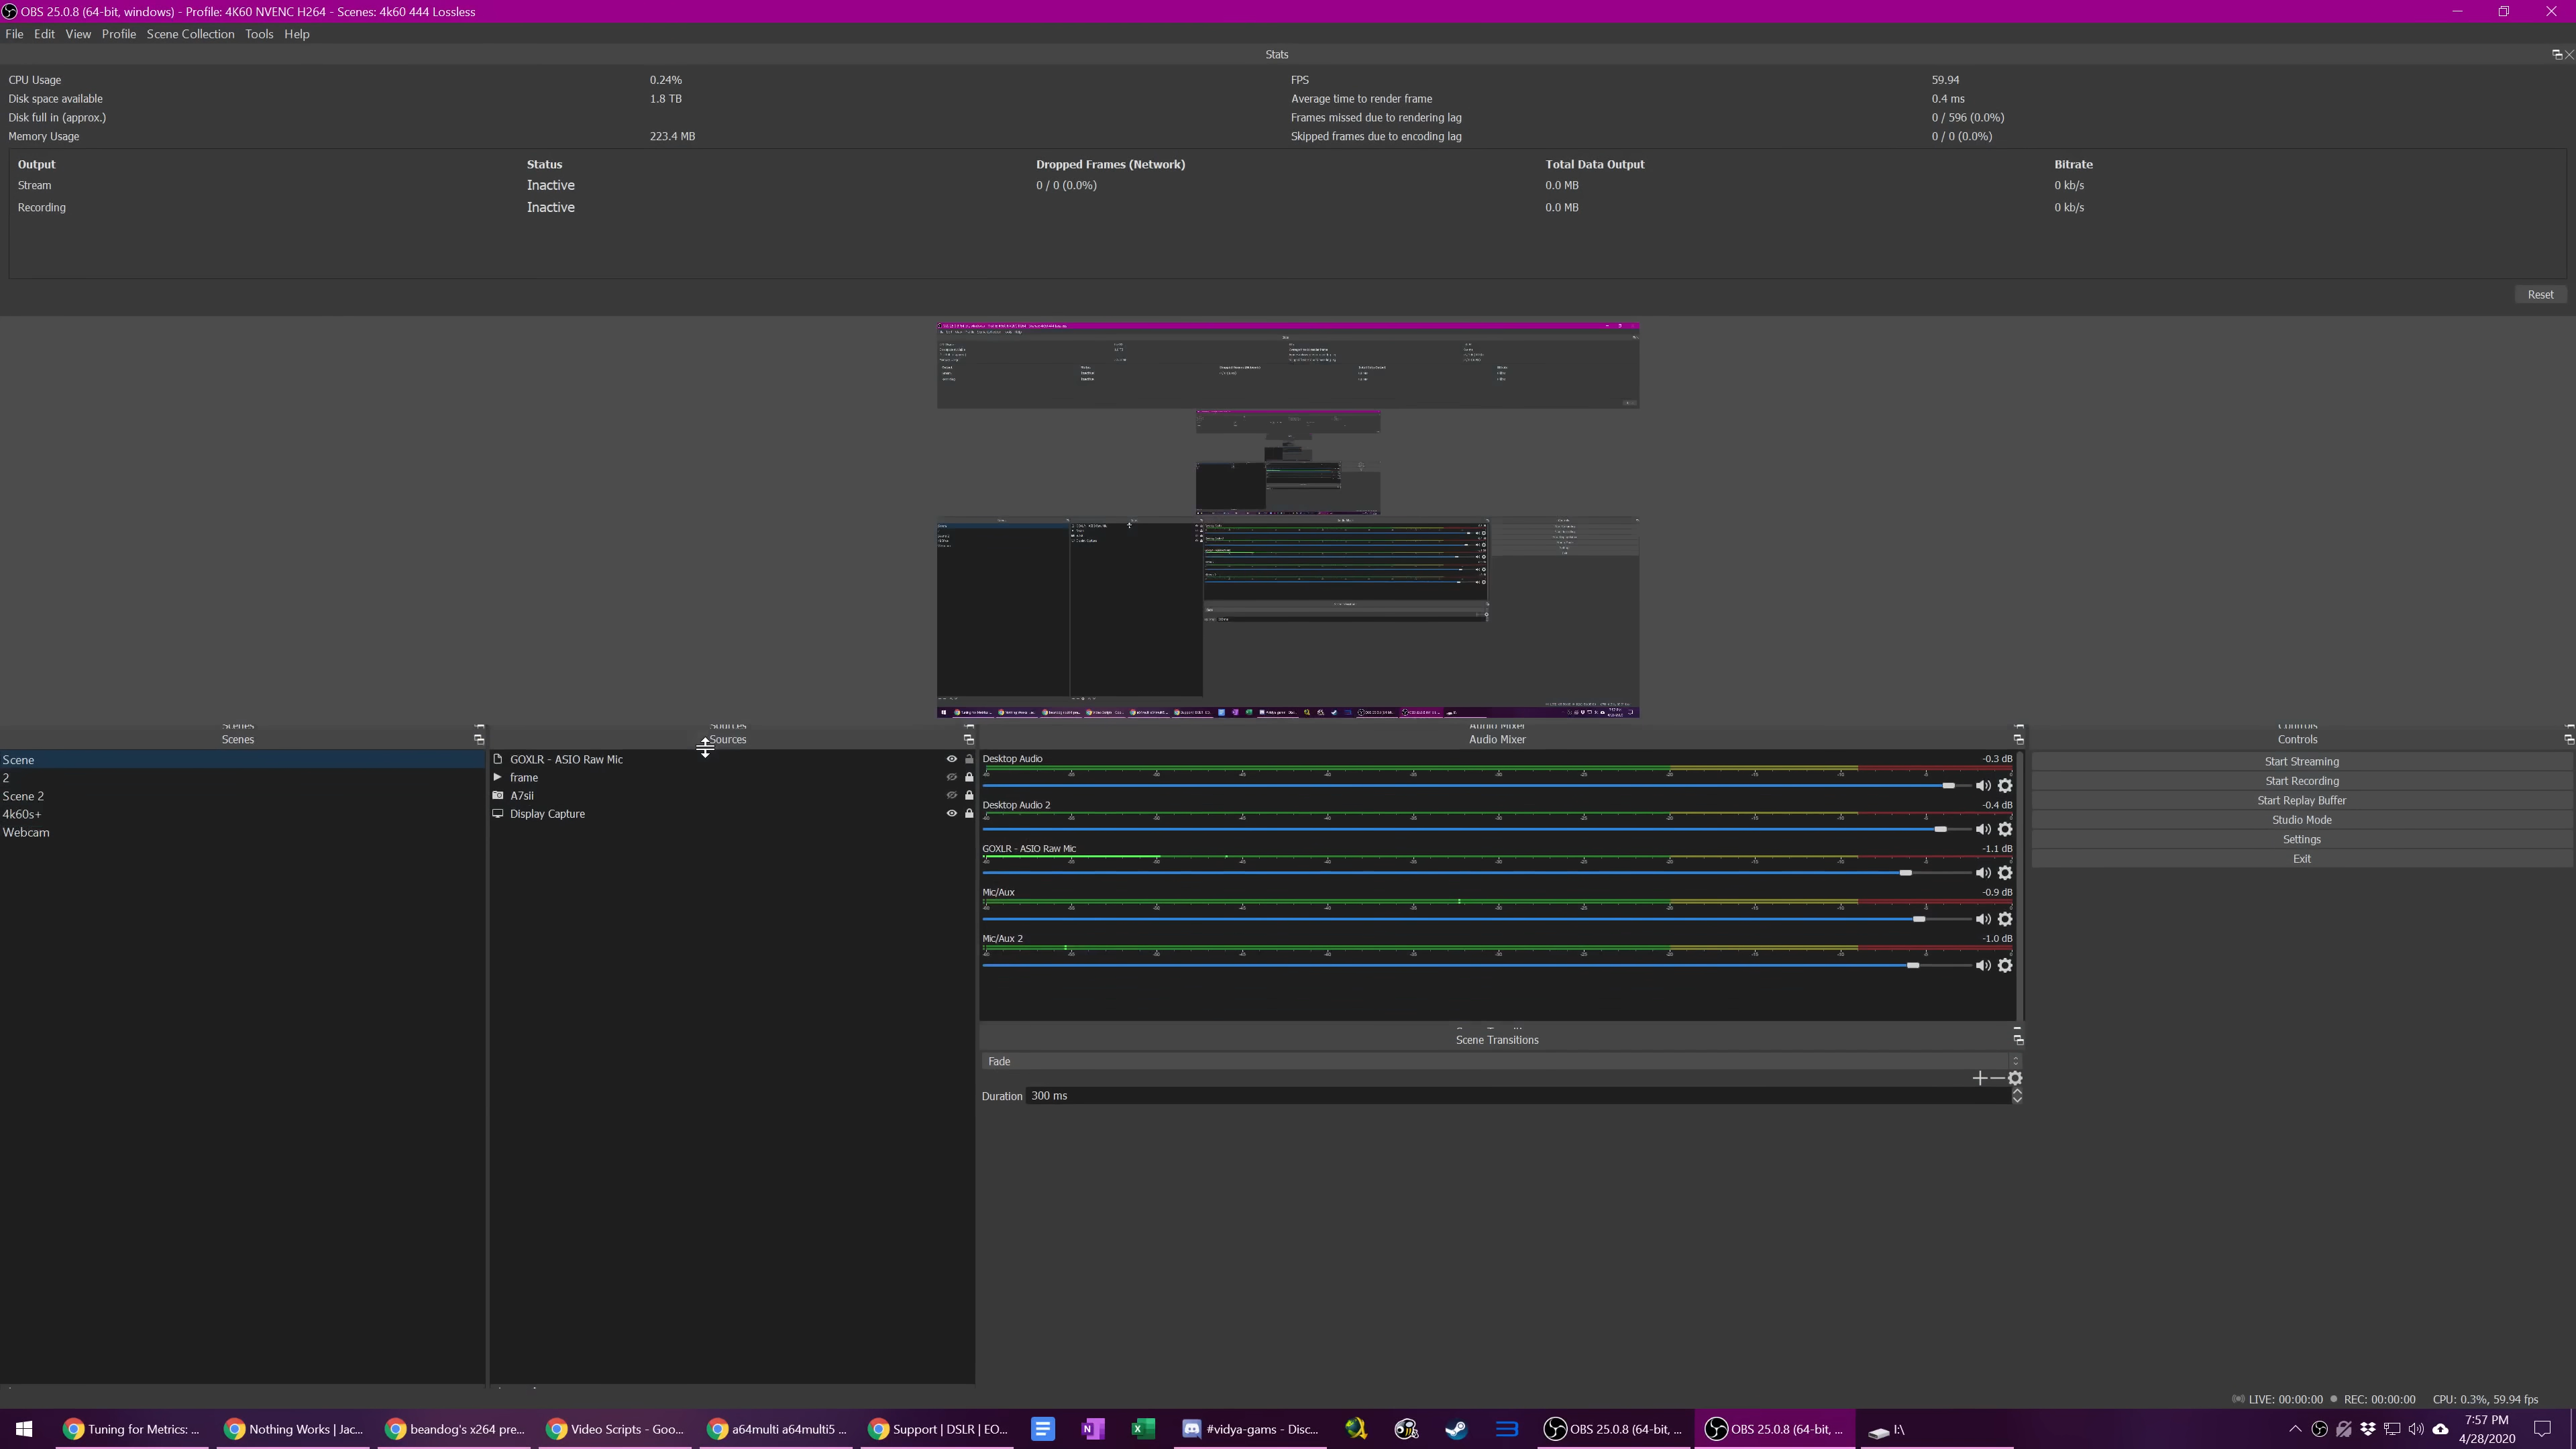 OBS 25.0.8 (64-bit, windows) - Profile: 4K60 NVENC H264 - Scenes: 4k60 444 Lossless
File Edit View Profile Scene Collection Tools Help
Stats
CPU Usage 0.24% FPS 59.94
Disk space available 1.8 TB Average time to render frame 0.4 ms
Disk full in (approx.) Frames missed due to rendering lag 0 / 596 (0.0%)
Memory Usage 223.4 MB Skipped frames due to encoding lag 0 / 0 (0.0%)
Output Status Dropped Frames (Network) Total Data Output Bitrate
Stream Inactive 0 / 0 (0.0%) 0.0 MB 0 kb/s
Recording Inactive 0.0 MB 0 kb/s
Reset
Scenes
Scene
2
Scene 2
4k60s+
Webcam
Sources
GOXLR - ASIO Raw Mic
frame
A7sii
Display Capture
Audio Mixer
Desktop Audio -0.3 dB
Desktop Audio 2 -0.4 dB
GOXLR - ASIO Raw Mic -1.1 dB
Mic/Aux -0.9 dB
Mic/Aux 2 -1.0 dB
Scene Transitions
Fade
Duration 300 ms
Controls
Start Streaming
Start Recording
Start Replay Buffer
Studio Mode
Settings
Exit
LIVE: 00:00:00 REC: 00:00:00 CPU: 0.3%, 59.94 fps
Tuning for Metrics: ... Nothing Works | Jac... beandog's x264 pre... Video Scripts - Goo... a64multi a64multi5 ... Support | DSLR | EO... #vidya-gams - Disc... OBS 25.0.8 (64-bit, ... OBS 25.0.8 (64-bit, ... I:\
7:57 PM
4/28/2020